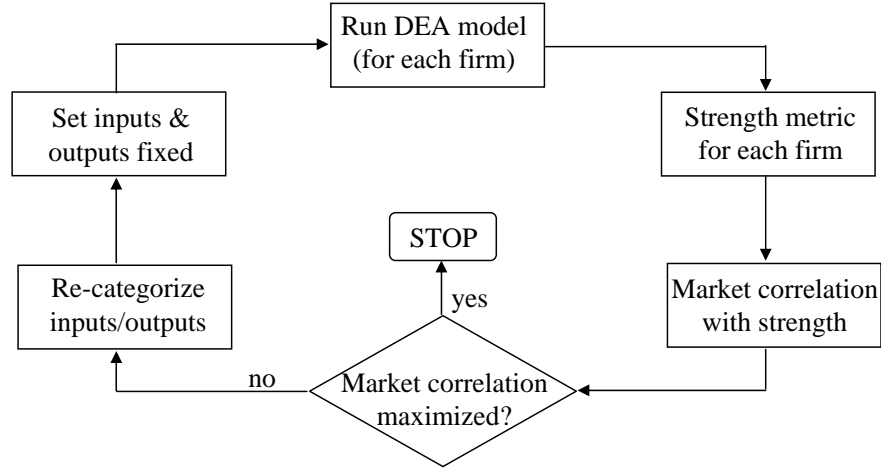 Run DEA model
(for each firm)
Set inputs &
outputs fixed
Strength metric
for each firm
STOP
yes
Re-categorize
inputs/outputs
Market correlation
with strength
no
Market correlation
maximized?